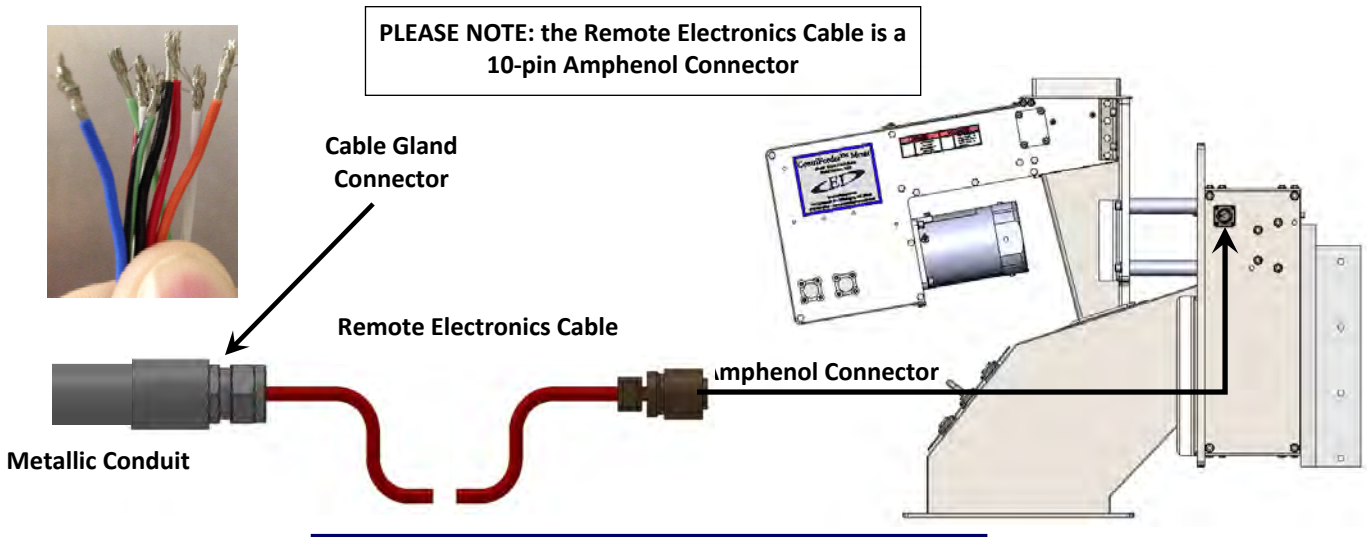 PLEASE NOTE: the Remote Electronics Cable is a
10-pin Amphenol Connector
Cable Gland
Connector
Remote Electronics Cable
mphenol Connector
Metallic Conduit
CEI